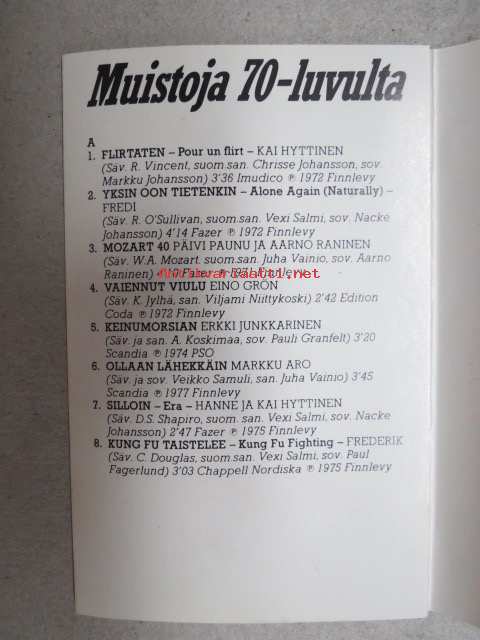 Muistoja 70-luvulta
A
1. FLIRTATEN – Pour un flirt – KAI HYTTINEN
(Säv. R. Vincent, suom.san. Chrisse Johansson, sov.
Markku Johansson) 3'36 Imudico ℗ 1972 Finnlevy
2. YKSIN OON TIETENKIN – Alone Again (Naturally) –
FREDI
(Säv. R. O'Sullivan, suom.san. Vexi Salmi, sov. Nacke
Johansson) 4'14 Fazer ℗ 1972 Finnlevy
3. MOZART 40 PÄIVI PAUNU JA AARNO RANINEN
(Säv. W.A. Mozart. suom.san. Juha Vainio, sov. Aarno
Raninen) Fazer ℗ 1971 Finnlevy
4. VAIENNUT VIULU EINO GRÖN
(Säv. K. Jylhä, san. Viljami Niittykoski) 2'42 Edition
Coda ℗ 1972 Finnlevy
5. KEINUMORSIAN ERKKI JUNKKARINEN
(Säv. ja san. A. Koskimaa, sov. Pauli Granfelt) 3'20
Scandia ℗ 1974 PSO
6. OLLAAN LÄHEKKÄIN MARKKU ARO
(Säv. ja sov. Veikko Samuli, san. Juha Vainio) 3'45
Scandia ℗ 1977 Finnlevy
7. SILLOIN – Era – HANNE JA KAI HYTTINEN
(Säv. D.S. Shapiro, suom.san. Vexi Salmi, sov. Nacke
Johansson) 2'47 Fazer ℗ 1975 Finnlevy
8. KUNG FU TAISTELEE – Kung Fu Fighting – FREDERIK
(Säv. C. Douglas, suom.san. Vexi Salmi, sov. Paul
Fagerlund) 3'03 Chappell Nordiska ℗ 1975 Finnlevy